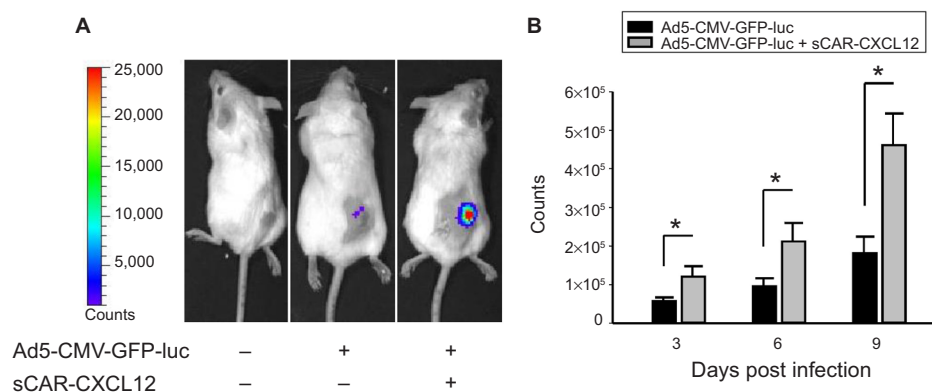 A
25,000
20,000
15,000
10,000
5,000
Counts
Ad5-CMV-GFP-luc – + +
sCAR-CXCL12 – – +
B
Ad5-CMV-GFP-luc
Ad5-CMV-GFP-luc + sCAR-CXCL12
Counts
6×10⁵
5×10⁵
4×10⁵
3×10⁵
2×10⁵
1×10⁵
0
* * *
3 6 9
Days post infection